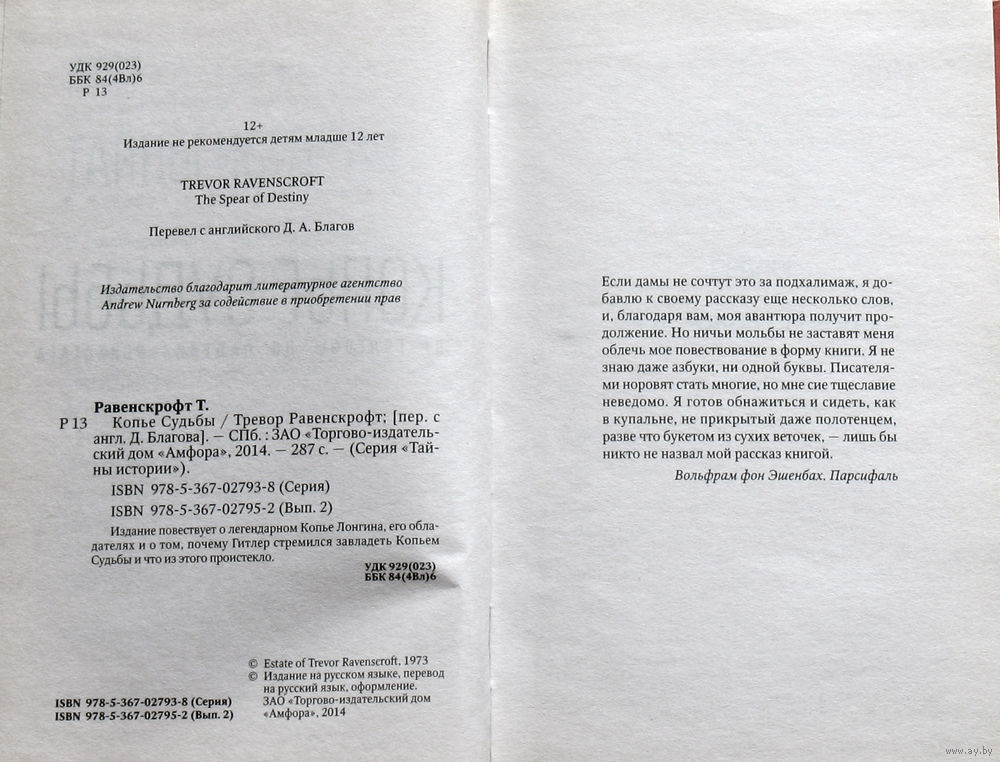 УДК 929(023)
ББК 84(4Вл)6
Р 13
12+
Издание не рекомендуется детям младше 12 лет
TREVOR RAVENSCROFT
The Spear of Destiny
Перевел с английского Д. А. Благов
Издательство благодарит литературное агентство
Andrew Nurnberg за содействие в приобретении прав
Равенскрофт Т.
Р 13 Копье Судьбы / Тревор Равенскрофт; [пер. с
англ. Д. Благова]. — СПб. : ЗАО «Торгово-издатель-
ский дом «Амфора», 2014. — 287 с. — (Серия «Тай-
ны истории»).
ISBN 978-5-367-02793-8 (Серия)
ISBN 978-5-367-02795-2 (Вып. 2)
Издание повествует о легендарном Копье Лонгина, его обла-
дателях и о том, почему Гитлер стремился завладеть Копьем
Судьбы и что из этого проистекло.
УДК 929(023)
ББК 84(4Вл)6
© Estate of Trevor Ravenscroft, 1973
© Издание на русском языке, перевод
на русский язык, оформление.
ЗАО «Торгово-издательский дом
«Амфора», 2014
ISBN 978-5-367-02793-8 (Серия)
ISBN 978-5-367-02795-2 (Вып. 2)
Если дамы не сочтут это за подхалимаж, я до-
бавлю к своему рассказу еще несколько слов,
и, благодаря вам, моя авантюра получит про-
должение. Но ничьи мольбы не заставят меня
облечь мое повествование в форму книги. Я не
знаю даже азбуки, ни одной буквы. Писателя-
ми норовят стать многие, но мне сие тщеславие
неведомо. Я готов обнажиться и сидеть, как
в купальне, не прикрытый даже полотенцем,
разве что букетом из сухих веточек, — лишь бы
никто не назвал мой рассказ книгой.
Вольфрам фон Эшенбах. Парсифаль
www.ay.by